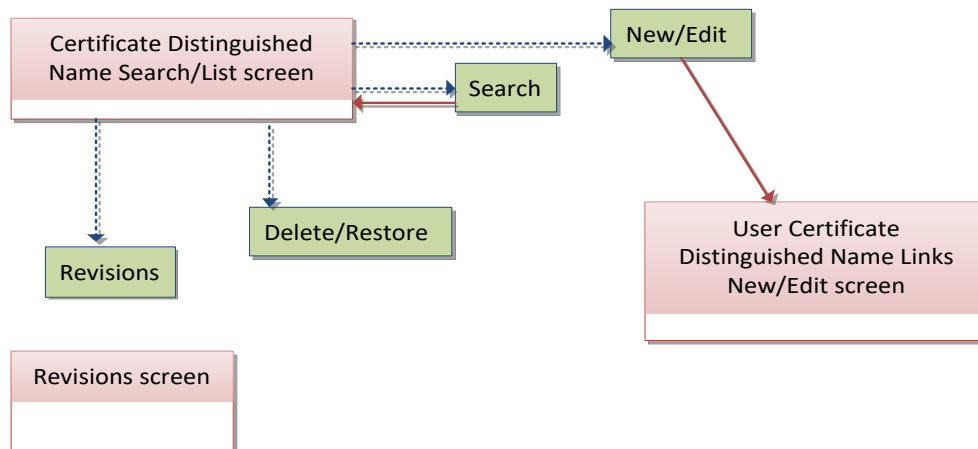 Certificate Distinguished
Name Search/List screen
New/Edit
Search
Delete/Restore
Revisions
User Certificate
Distinguished Name Links
New/Edit screen
Revisions screen